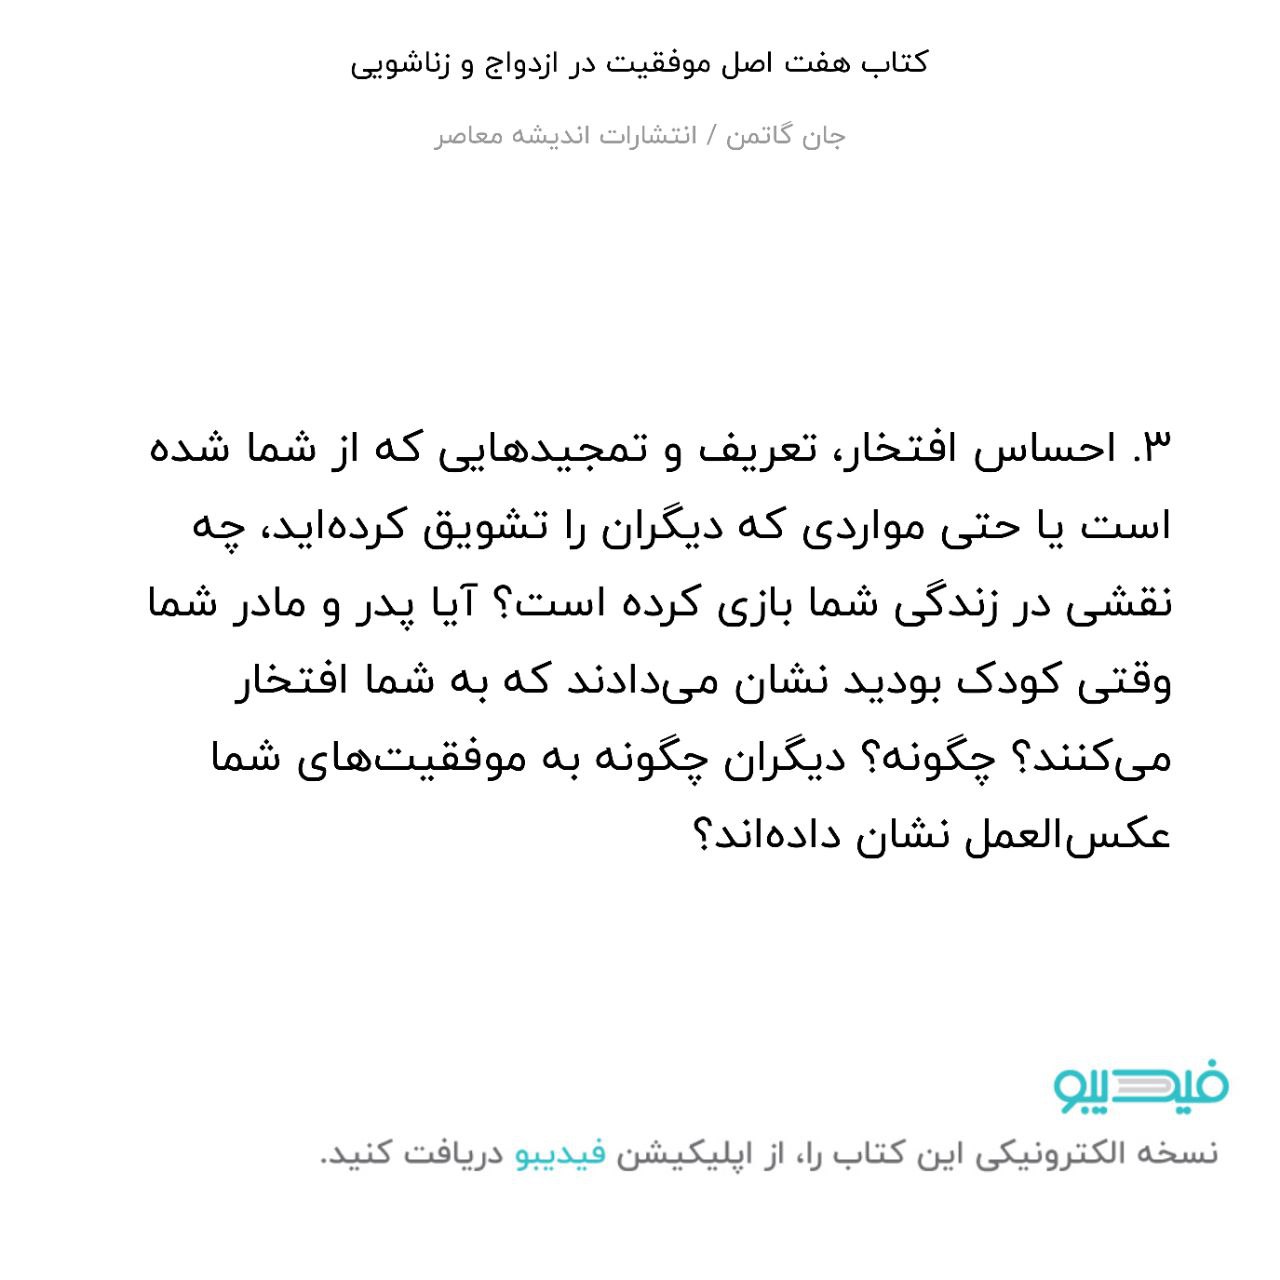 کتاب هفت اصل موفقیت در ازدواج و زناشویی
جان گاتمن / انتشارات اندیشه معاصر
۳. احساس افتخار، تعریف و تمجیدهایی که از شما شده
است یا حتی مواردی که دیگران را تشویق کرده‌اید، چه
نقشی در زندگی شما بازی کرده است؟ آیا پدر و مادر شما
وقتی کودک بودید نشان می‌دادند که به شما افتخار
می‌کنند؟ چگونه؟ دیگران چگونه به موفقیت‌های شما
عکس‌العمل نشان داده‌اند؟
فیدیبو
نسخه الکترونیکی این کتاب را، از اپلیکیشن فیدیبو دریافت کنید.